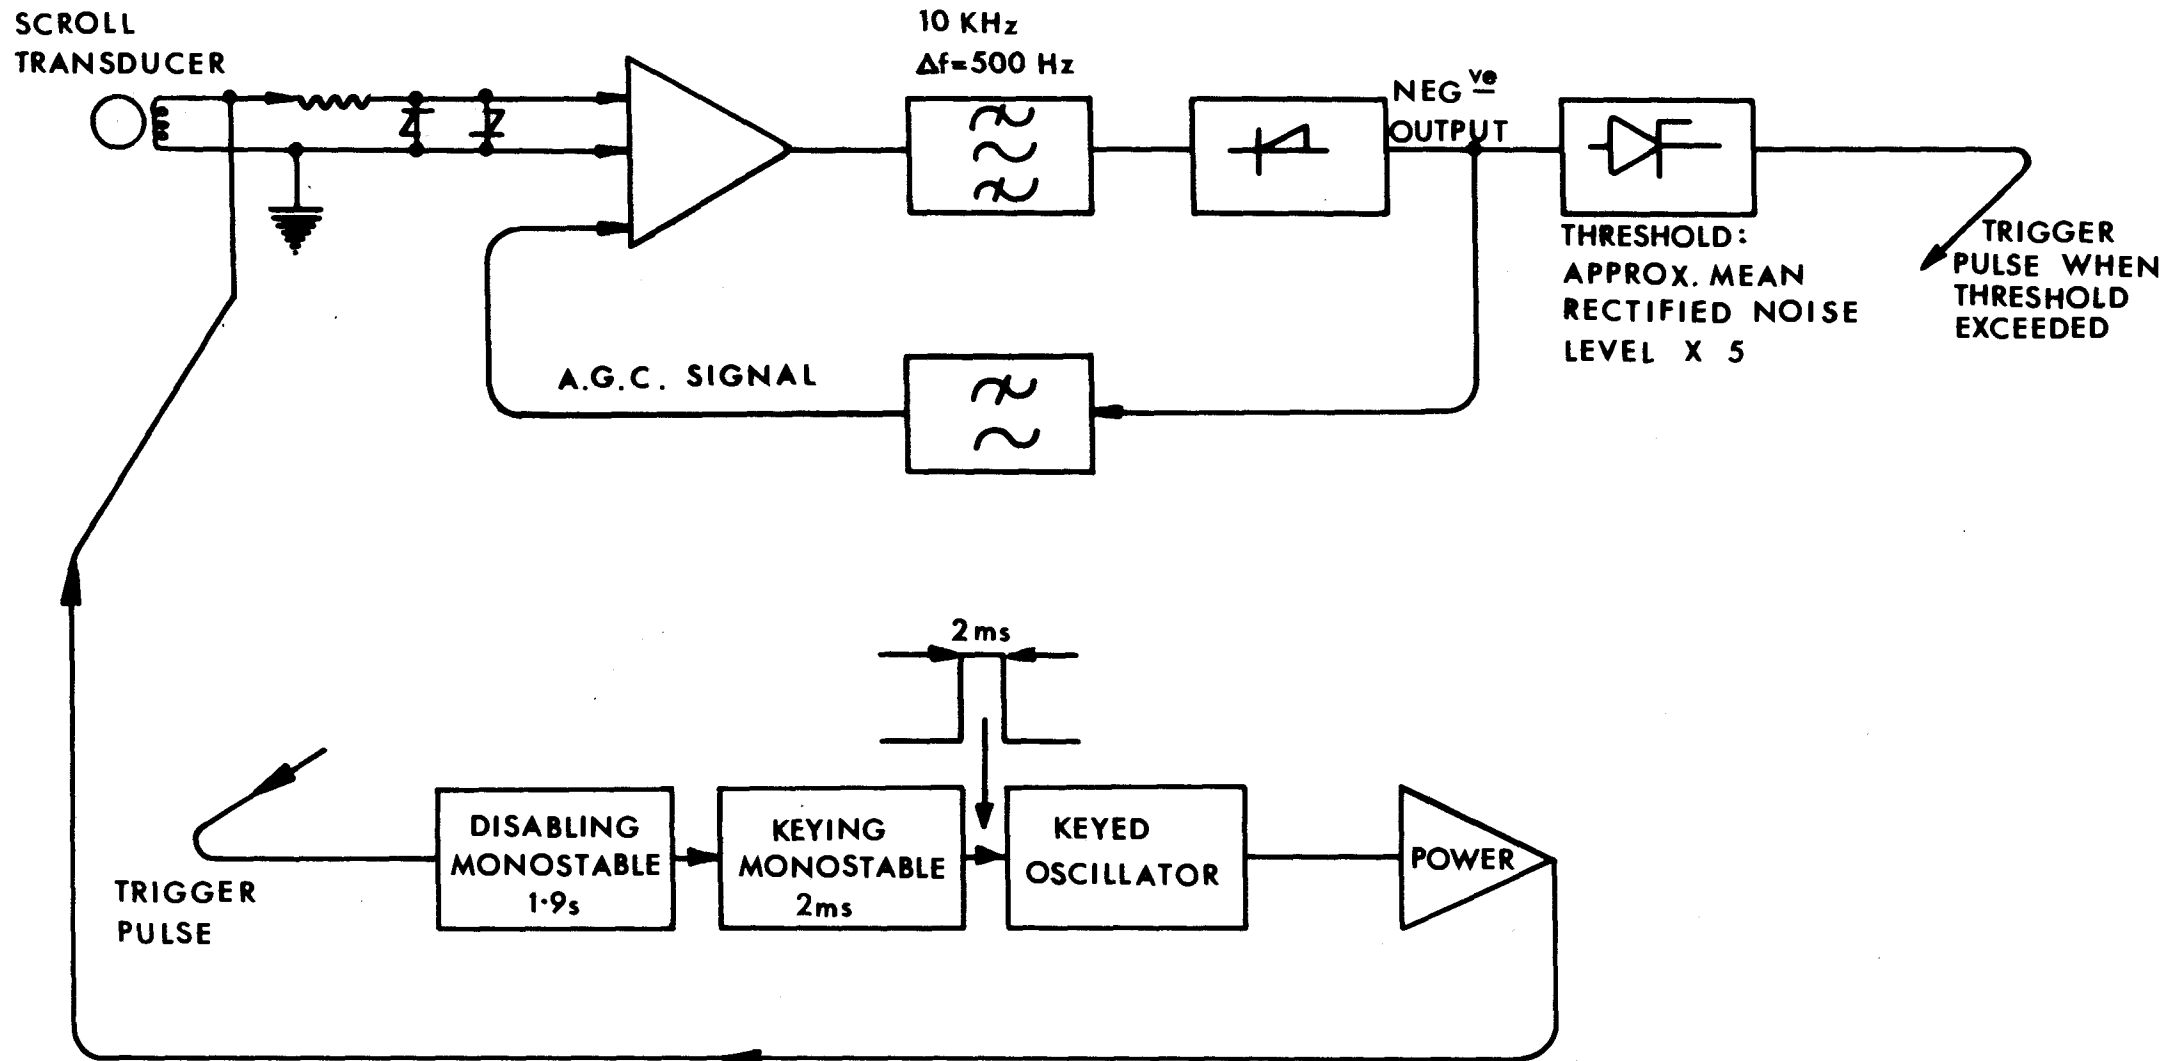 SCROLL
TRANSDUCER
10 KHz
Δf=500 Hz
NEG ve
OUTPUT
THRESHOLD:
APPROX. MEAN
RECTIFIED NOISE
LEVEL X 5
TRIGGER
PULSE WHEN
THRESHOLD
EXCEEDED
A.G.C. SIGNAL
2ms
TRIGGER
PULSE
DISABLING
MONOSTABLE
1·9s
KEYING
MONOSTABLE
2ms
KEYED
OSCILLATOR
POWER